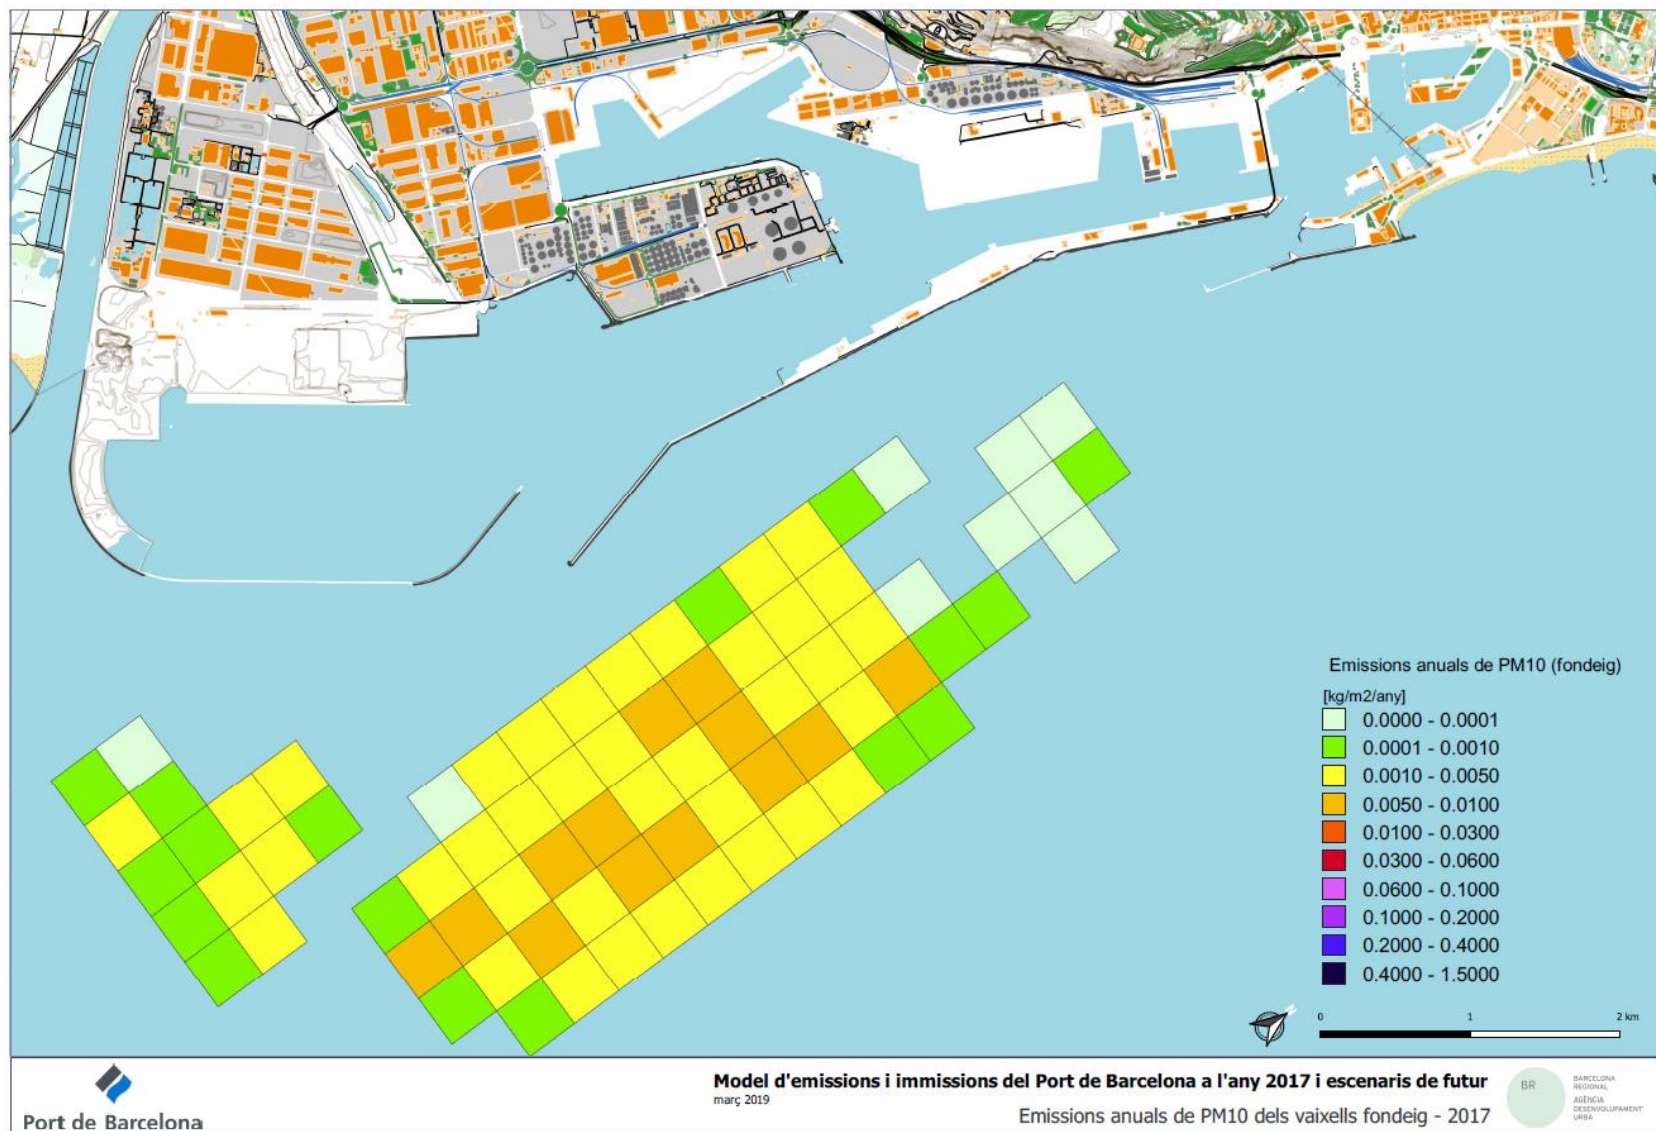 Emissions anuals de PM10 (fondeig)
[kg/m2/any]
0.0000 - 0.0001
0.0001 - 0.0010
0.0010 - 0.0050
0.0050 - 0.0100
0.0100 - 0.0300
0.0300 - 0.0600
0.0600 - 0.1000
0.1000 - 0.2000
0.2000 - 0.4000
0.4000 - 1.5000
N
0 1 2 km
Port de Barcelona
Model d'emissions i immissions del Port de Barcelona a l'any 2017 i escenaris de futur
març 2019
Emissions anuals de PM10 dels vaixells fondeig - 2017
BR
BARCELONA
REGIONAL
AGÈNCIA
DESENVOLUPAMENT
URBÀ